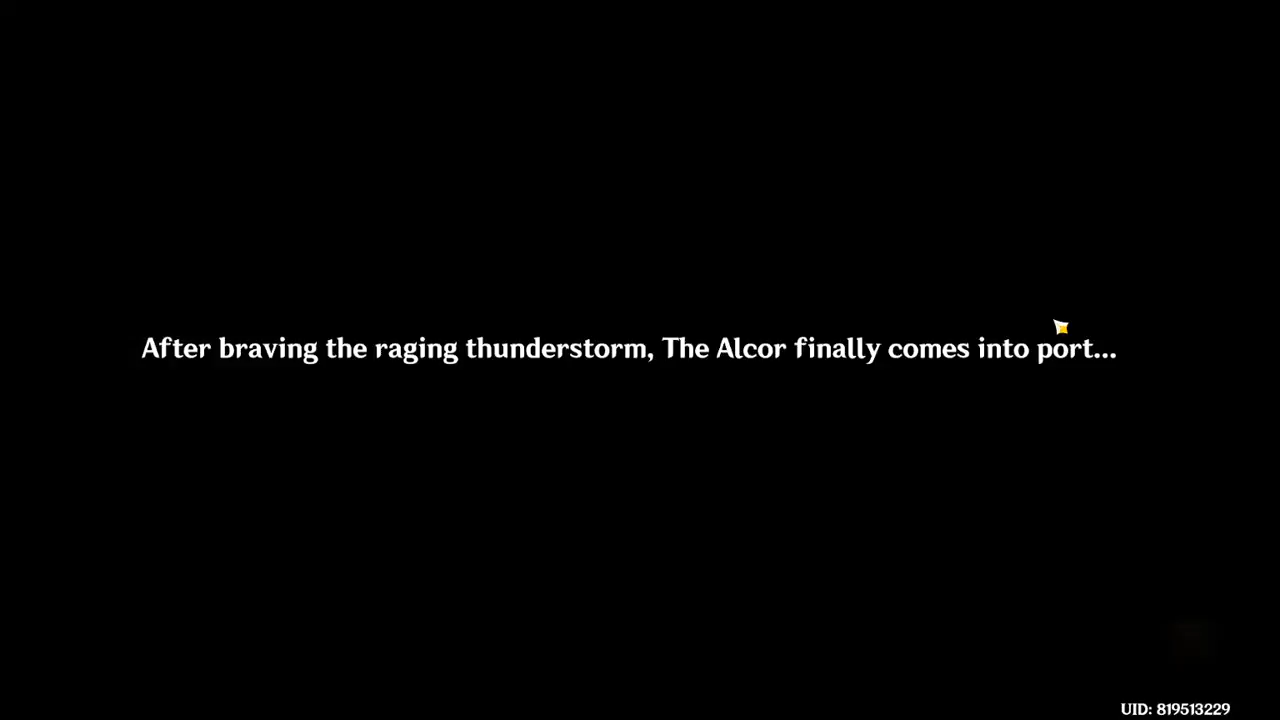 After braving the raging thunderstorm, The Alcor finally comes into port...
UID: 819513229